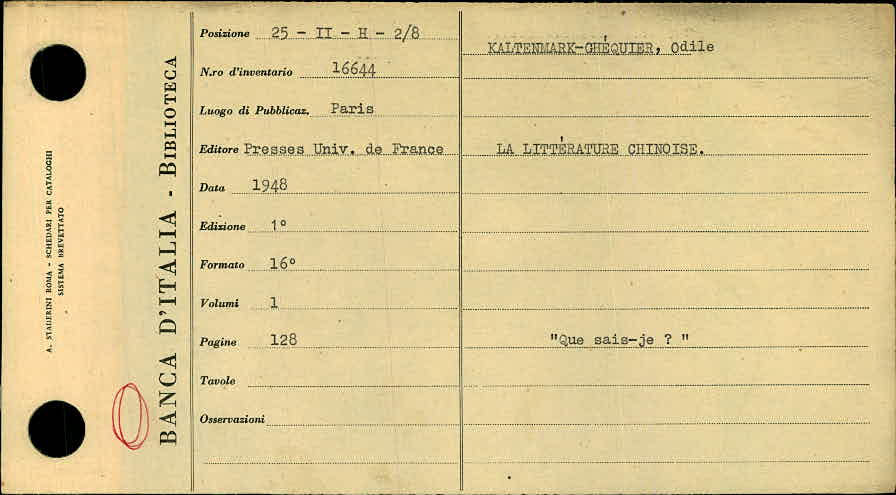 A. STADERINI ROMA - SCHEDARI PER CATALOGHI
SISTEMA BREVETTATO
BANCA D'ITALIA - BIBLIOTECA
Posizione 25 - II - H - 2/8
N.ro d'inventario 16644
Luogo di Pubblicaz. Paris
Editore Presses Univ. de France
Data 1948
Edizione 1°
Formato 16°
Volumi 1
Pagine 128
Tavole
Osservazioni
KALTENMARK-GHÉQUIER, Odile
LA LITTÉRATURE CHINOISE.
"Que sais-je ? "